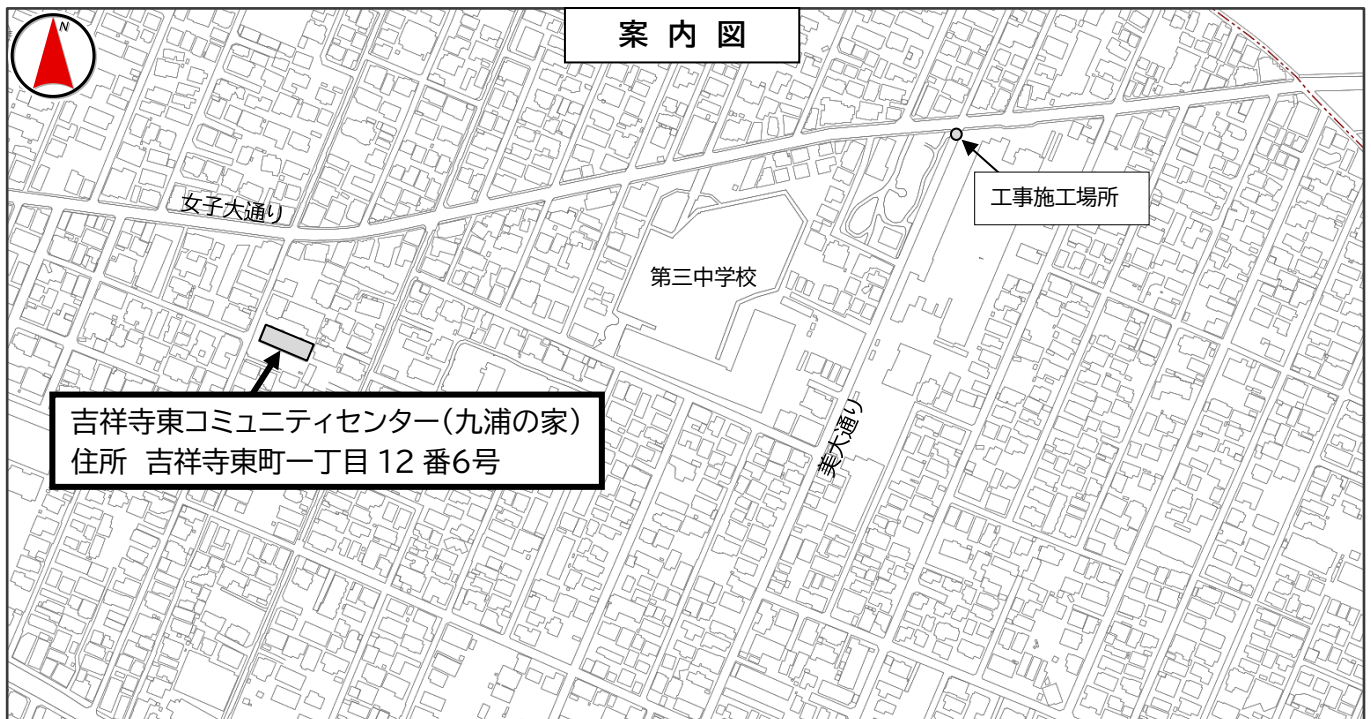 N
案 内 図
工事施工場所
女子大通り
第三中学校
吉祥寺東コミュニティセンター(九浦の家)
住所 吉祥寺東町一丁目 12 番6号
美大通り